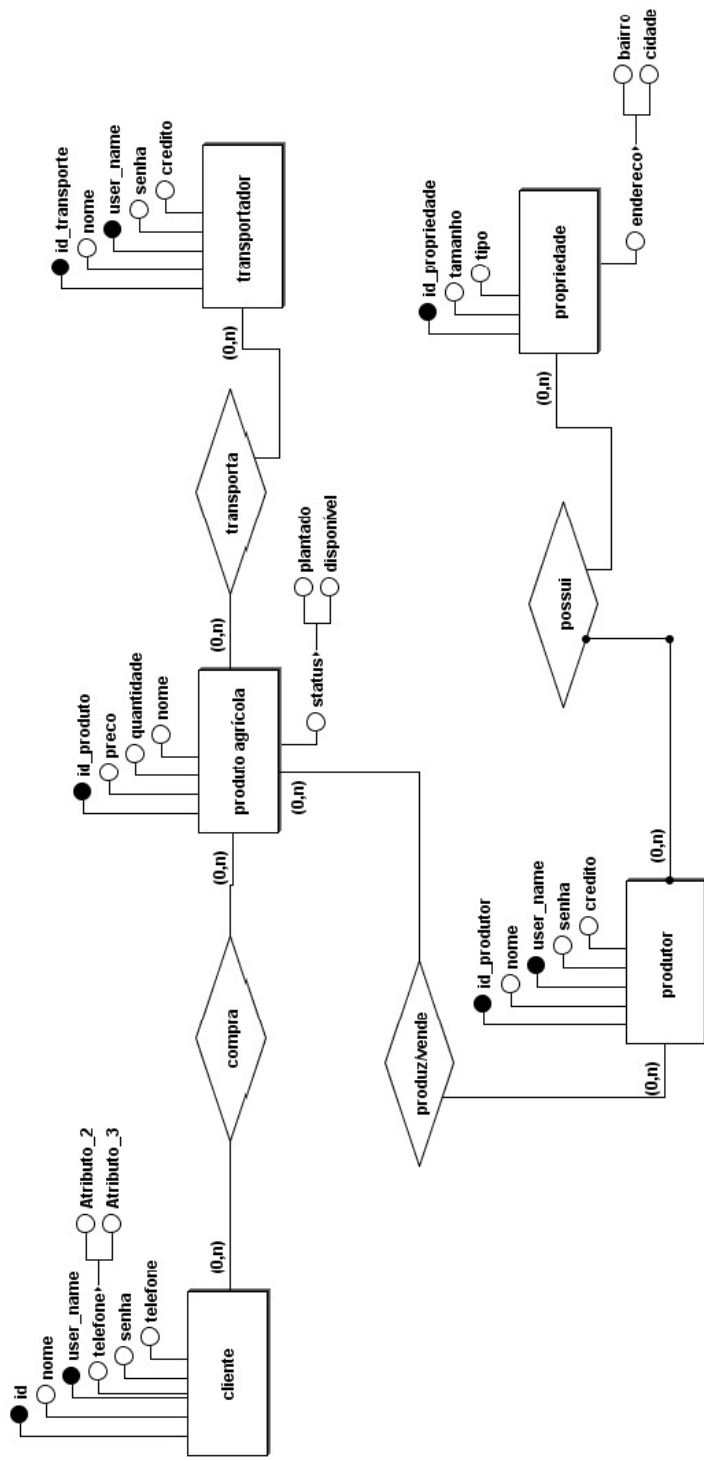 id
nome
user_name
telefone
Atributo_2
Atributo_3
senha
telefone
cliente
(0,n)
compra
(0,n)
id_produto
preco
quantidade
nome
produto agrícola
status
plantado
disponível
(0,n)
(0,n)
transporta
(0,n)
id_transporte
nome
user_name
senha
credito
transportador
produz/vende
(0,n)
id_produtor
nome
user_name
senha
credito
produtor
(0,n)
possui
(0,n)
id_propriedade
tamanho
tipo
propriedade
endereco
bairro
cidade